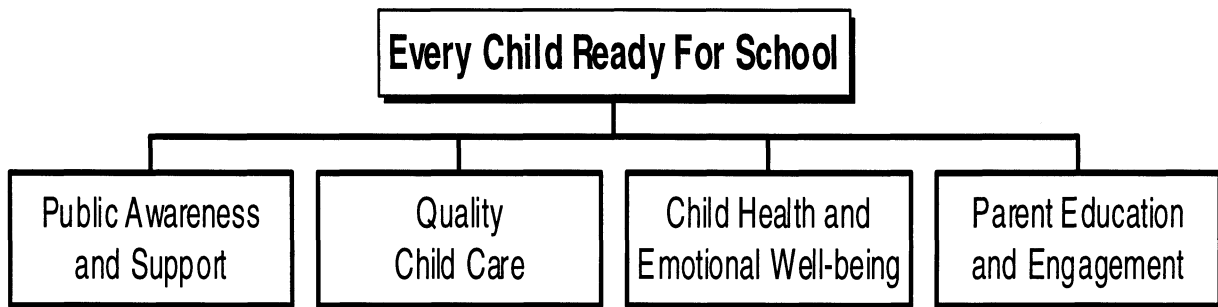 Every Child Ready For School
Public Awareness
and Support
Quality
Child Care
Child Health and
Emotional Well-being
Parent Education
and Engagement